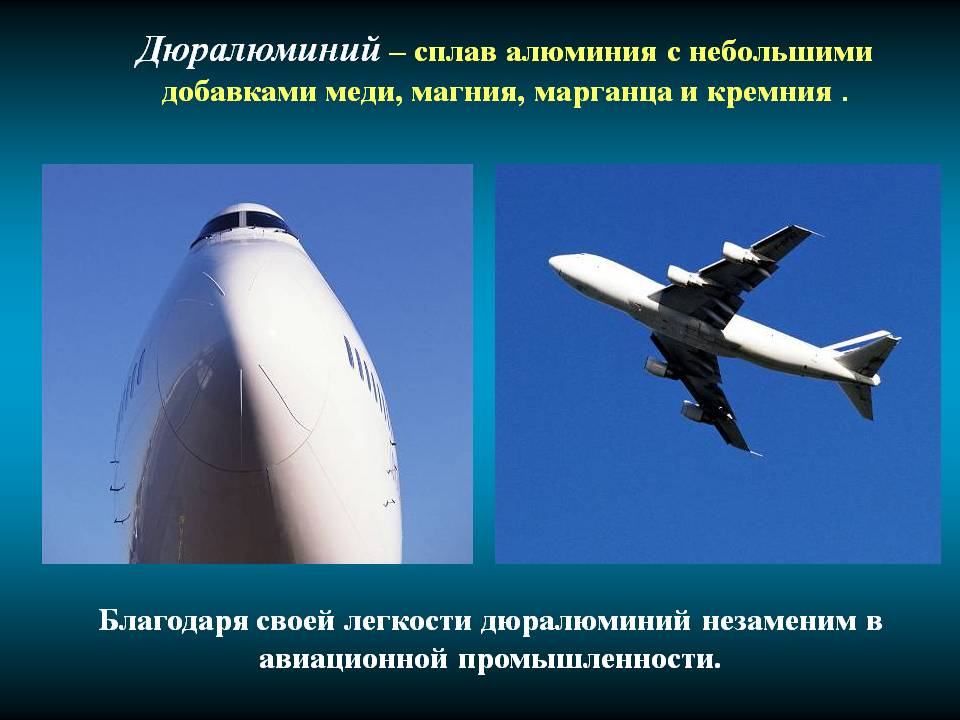 Дюралюминий – сплав алюминия с небольшими
добавками меди, магния, марганца и кремния .
Благодаря своей легкости дюралюминий незаменим в
авиационной промышленности.